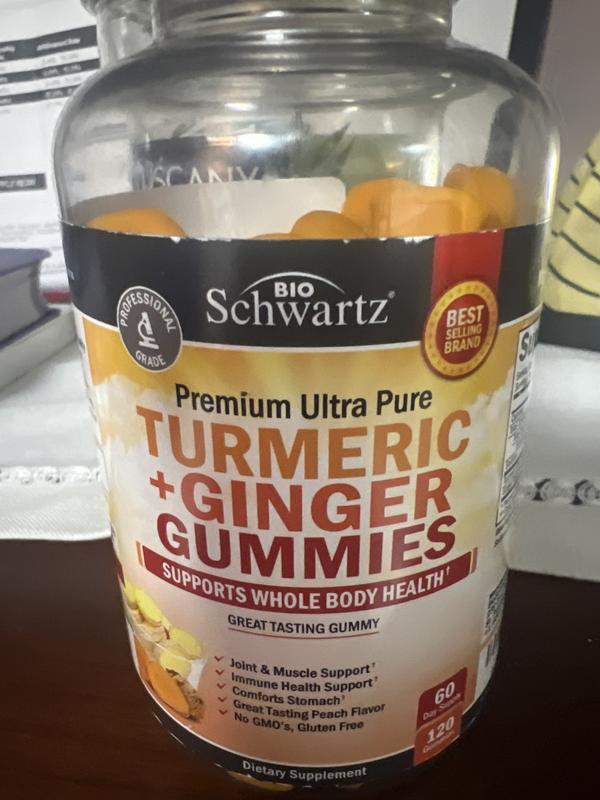 TUSCANY
BIO
Schwartz®
PROFESSIONAL
GRADE
BEST
SELLING
BRAND
Premium Ultra Pure
TURMERIC
+GINGER
GUMMIES
SUPPORTS WHOLE BODY HEALTH†
GREAT TASTING GUMMY
✓ Joint & Muscle Support†
✓ Immune Health Support†
✓ Comforts Stomach†
✓ Great Tasting Peach Flavor
✓ No GMO's, Gluten Free
60
Day Supply
120
Gummies
Dietary Supplement